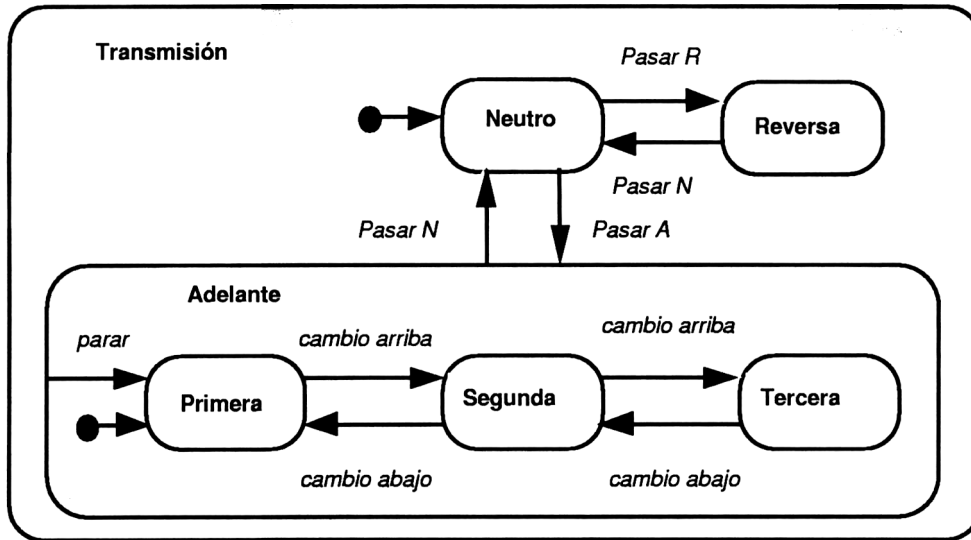 Transmisión
Pasar R
Neutro
Reversa
Pasar N
Pasar N
Pasar A
Adelante
parar
cambio arriba
cambio arriba
Primera
Segunda
Tercera
cambio abajo
cambio abajo